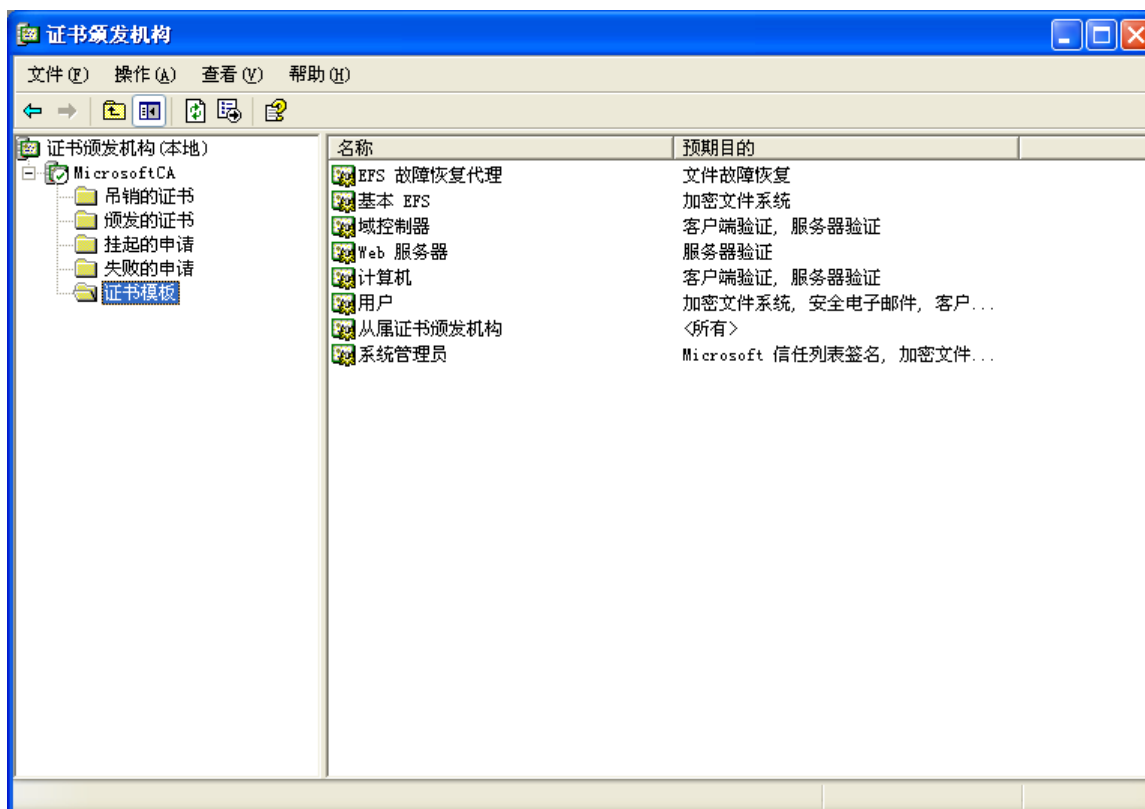 证书颁发机构
文件(F) 操作(A) 查看(V) 帮助(H)
证书颁发机构(本地)
MicrosoftCA
吊销的证书
颁发的证书
挂起的申请
失败的申请
证书模板
名称 预期目的
EFS 故障恢复代理 文件故障恢复
基本 EFS 加密文件系统
域控制器 客户端验证, 服务器验证
Web 服务器 服务器验证
计算机 客户端验证, 服务器验证
用户 加密文件系统, 安全电子邮件, 客户...
从属证书颁发机构 <所有>
系统管理员 Microsoft 信任列表签名, 加密文件...